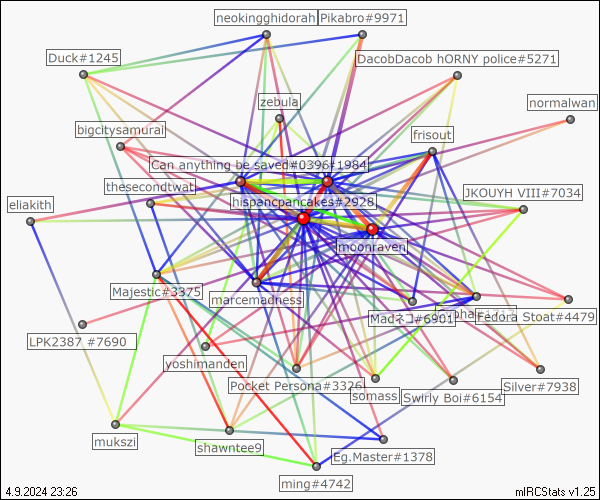 neokingghidorah
Pikabro#9971
Duck#1245
DacobDacob hORNY police#5271
zebula
normalwan
bigcitysamurai
frisout
Can anything be saved#0396
#1984
thesecondtwat
JKOUYH VIII#7034
eliakith
hispancpancakes#2928
moonraven
Majestic#3375
marcemadness
Madネコ#6901
Fedora Stoat#4479
LPK2387 #7690
yoshimanden
Pocket Persona#3326
somass
Swirly Boi#6154
Silver#7938
mukszi
shawntee9
Eg.Master#1378
ming#4742
4.9.2024 23:26
mIRCStats v1.25